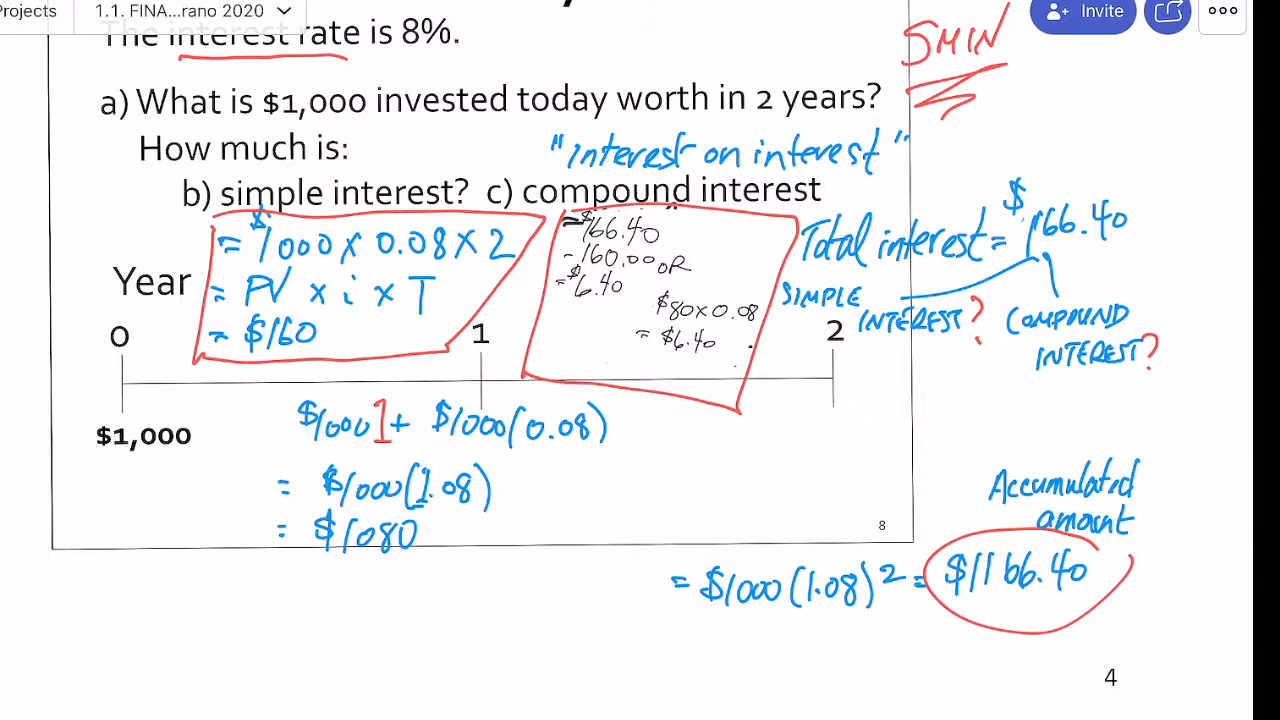 Projects
1.1. FINA...rano 2020
Invite
The interest rate is 8%.
5MIN
a) What is $1,000 invested today worth in 2 years?
How much is:
"Interest on interest"
b) simple interest? c) compound interest
= $1000 x 0.08 x 2
= PV x i x T
= $160
= $166.40
- 160.00 OR
= $6.40
$80 x 0.08
= $6.40
Total interest = $166.40
SIMPLE
INTEREST?
COMPOUND
INTEREST?
Year
0
1
2
$1,000
$1000 ] + $1000(0.08)
= $1000(1.08)
= $1080
8
Accumulated
amount
= $1000(1.08)² = $1166.40
4